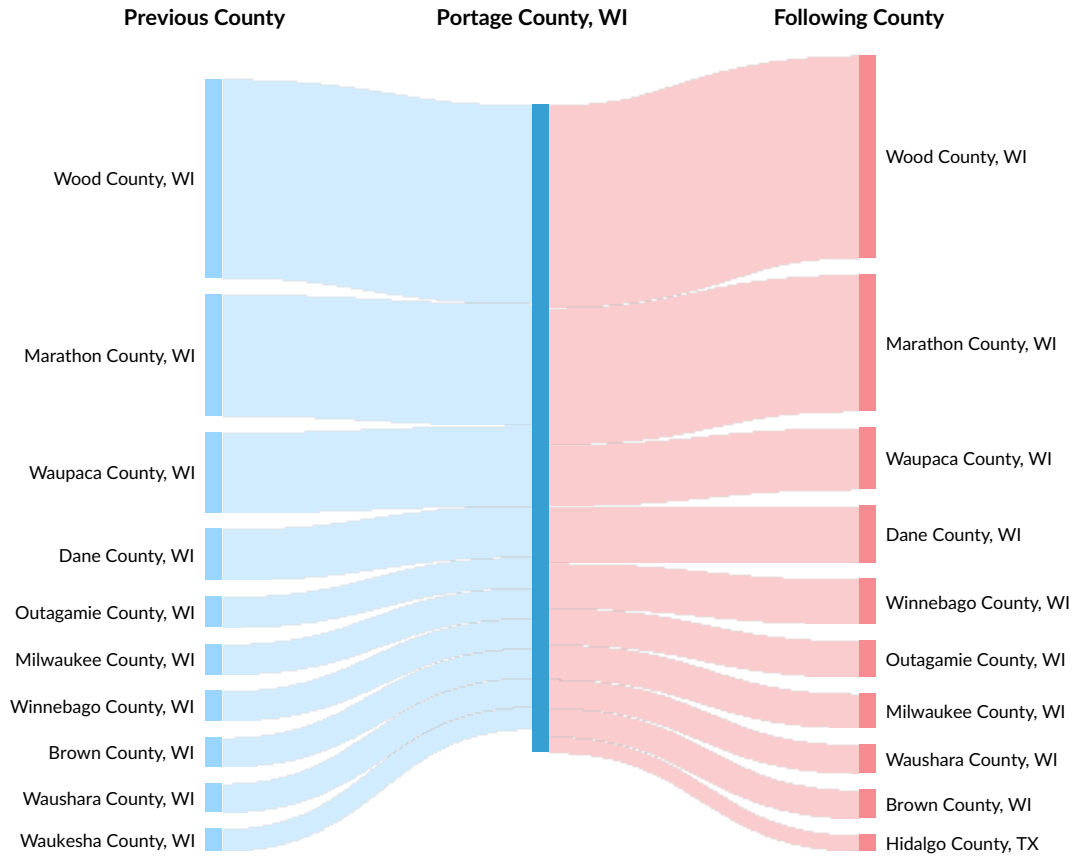 Previous County
Portage County, WI
Following County
Wood County, WI
Marathon County, WI
Waupaca County, WI
Dane County, WI
Outagamie County, WI
Milwaukee County, WI
Winnebago County, WI
Brown County, WI
Waushara County, WI
Waukesha County, WI
Wood County, WI
Marathon County, WI
Waupaca County, WI
Dane County, WI
Winnebago County, WI
Outagamie County, WI
Milwaukee County, WI
Waushara County, WI
Brown County, WI
Hidalgo County, TX